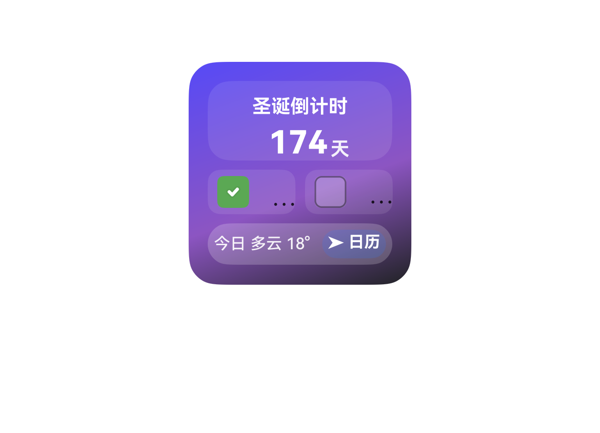 圣诞倒计时
174天
... ...
今日 多云 18° 日历